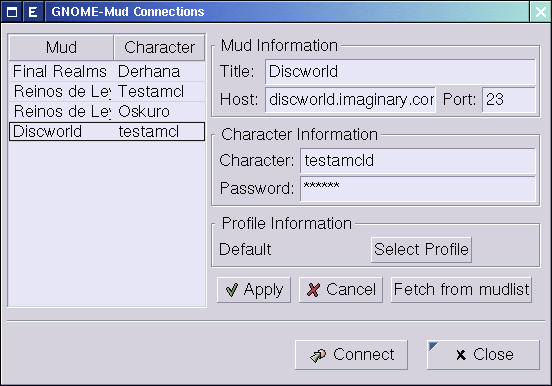 GNOME-Mud Connections
Mud Character
Final Realms Derhana
Reinos de Ley Testamcl
Reinos de Ley Oskuro
Discworld testamcl
Mud Information
Title: Discworld
Host: discworld.imaginary.cor Port: 23
Character Information
Character: testamcld
Password: ******
Profile Information
Default Select Profile
Apply Cancel Fetch from mudlist
Connect Close